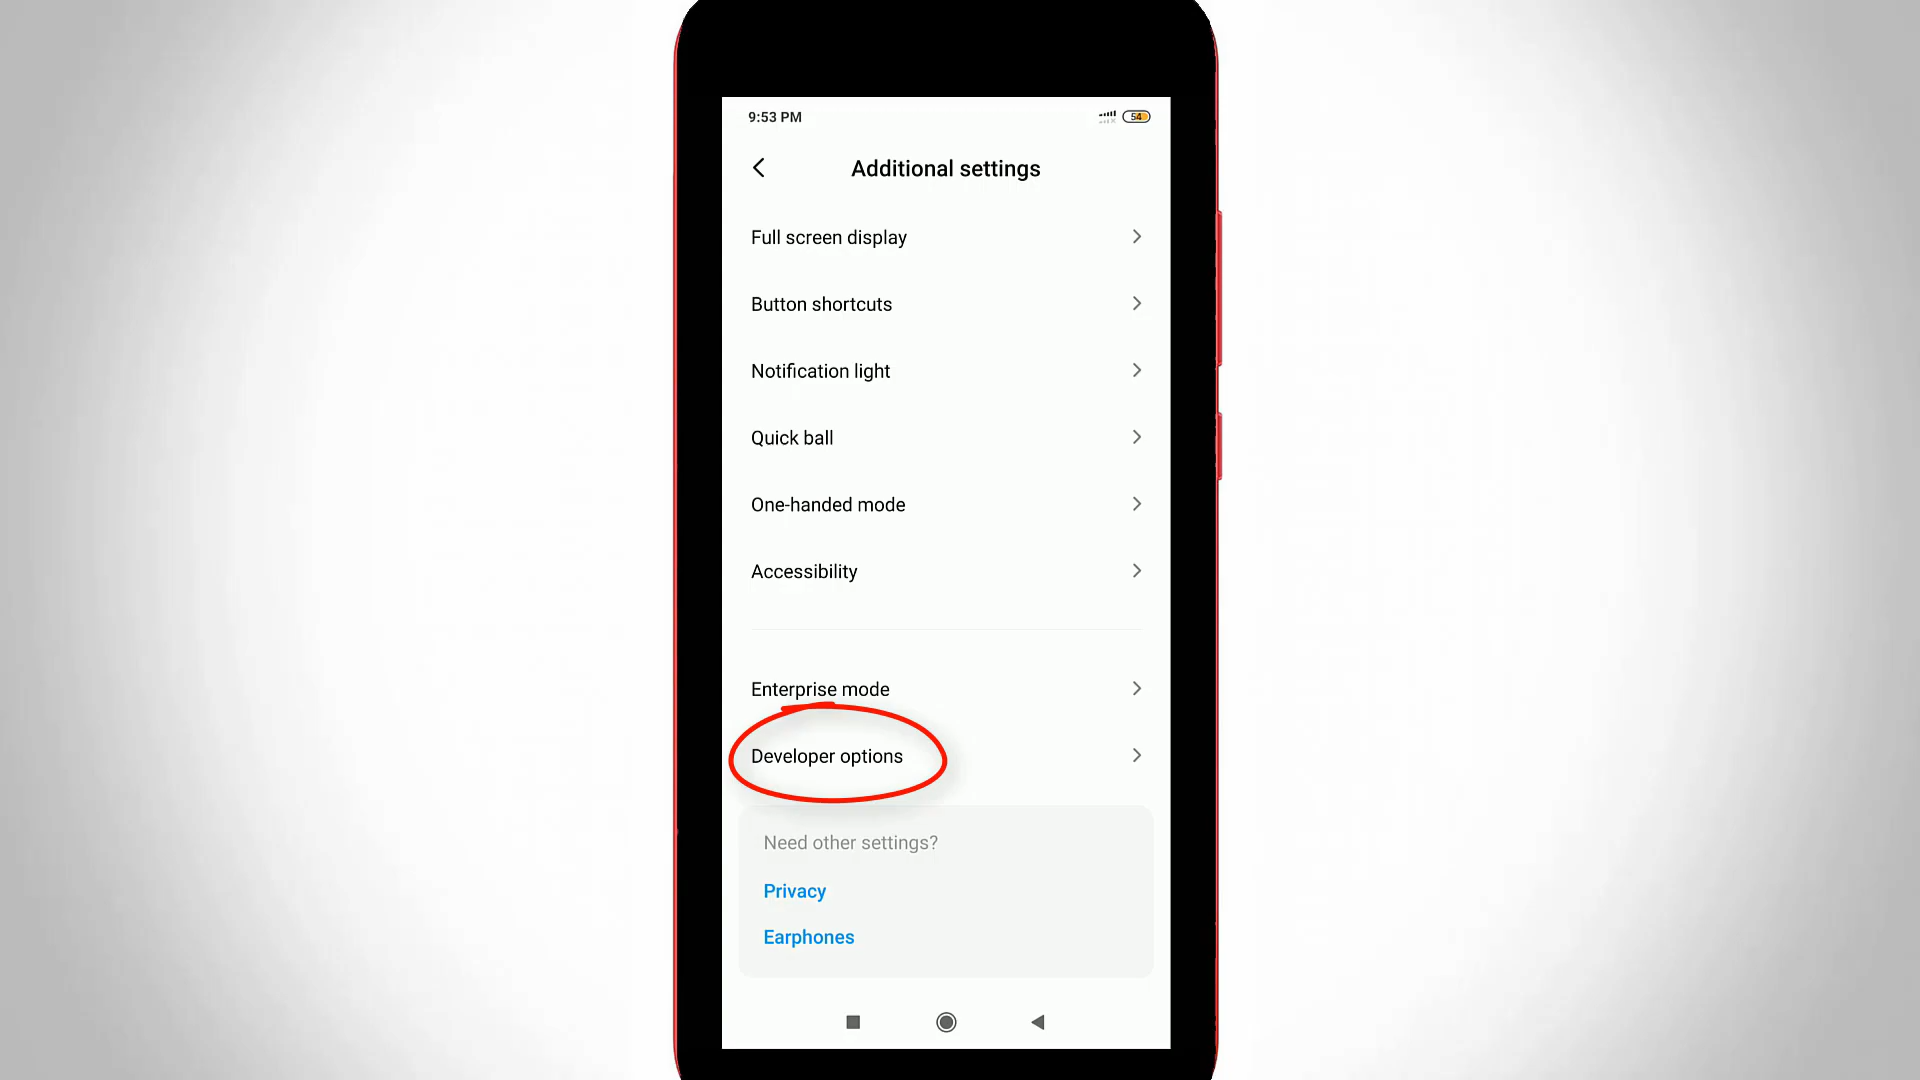 9:53 PM
54
Additional settings
Full screen display
Button shortcuts
Notification light
Quick ball
One-handed mode
Accessibility
Enterprise mode
Developer options
Need other settings?
Privacy
Earphones